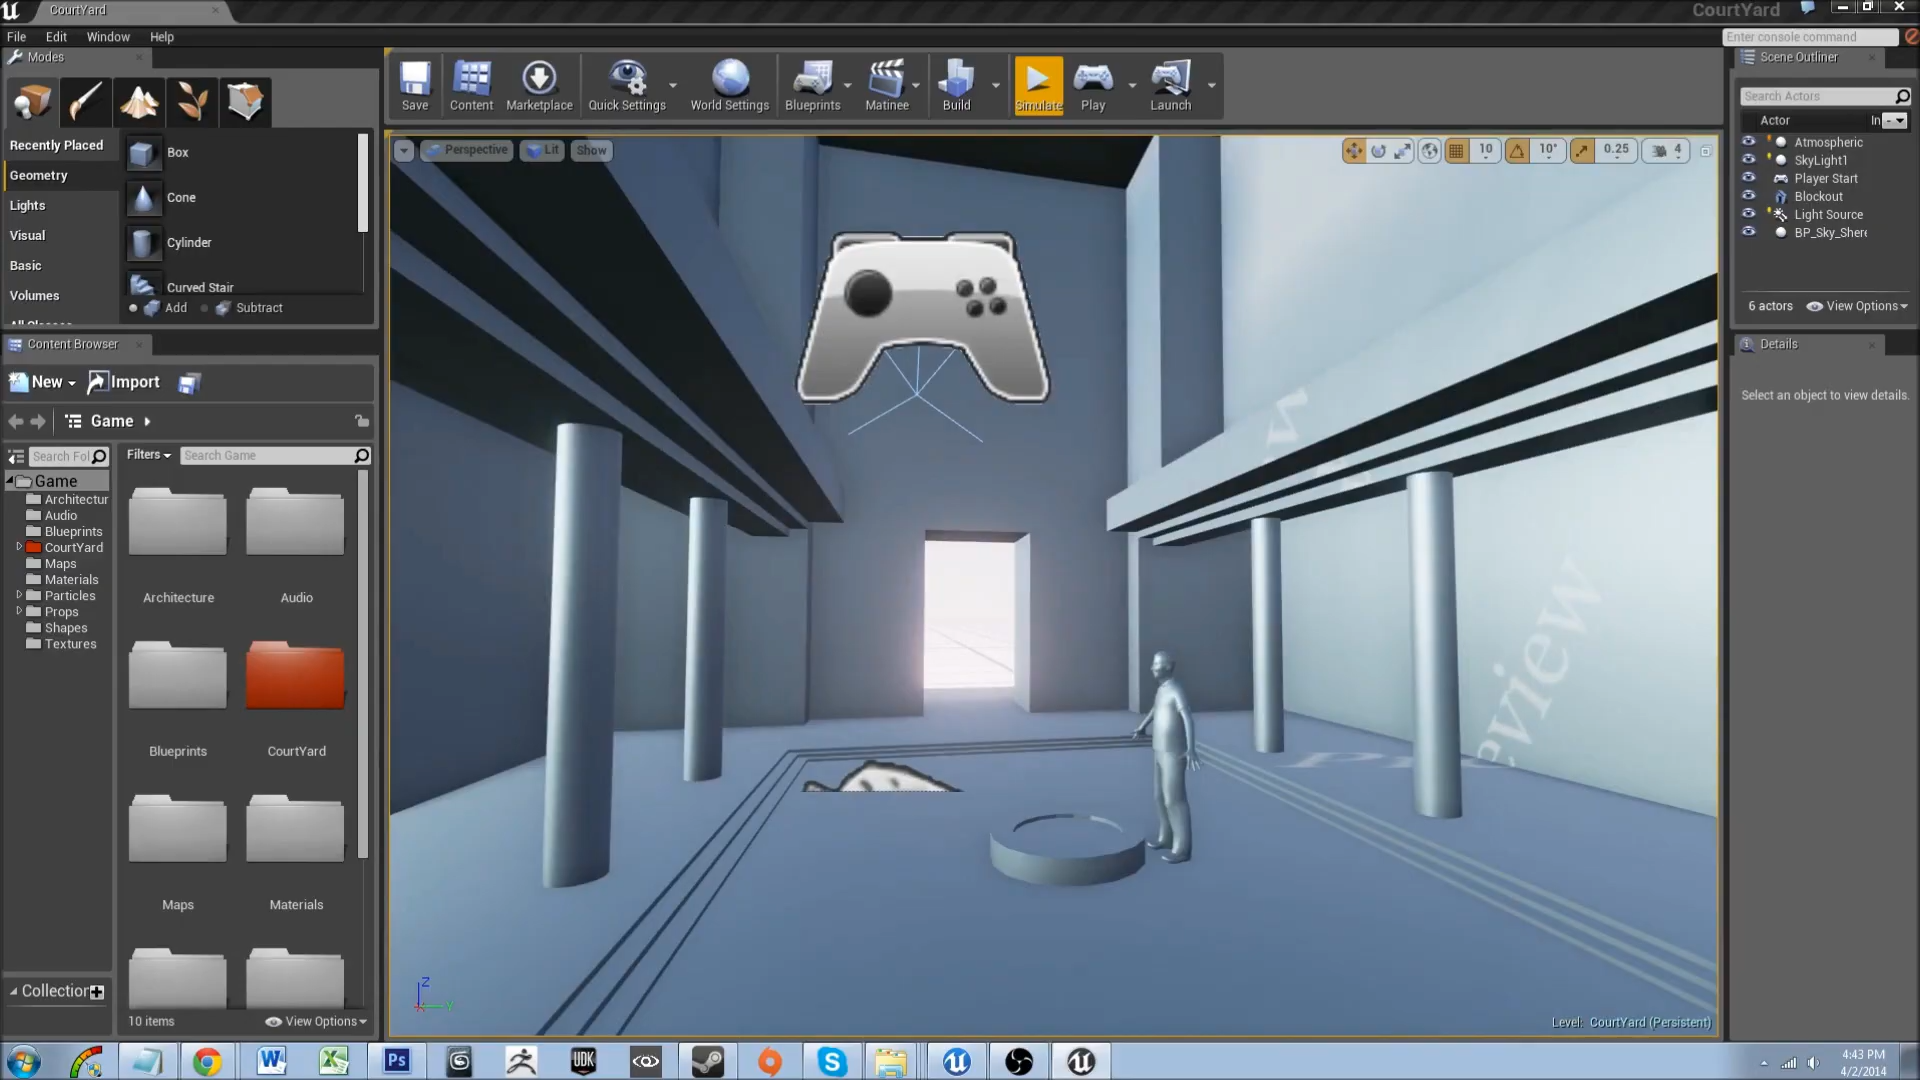 CourtYard
CourtYard
File Edit Window Help
Enter console command
Modes
Scene Outliner
Save
Content
Marketplace
Quick Settings
World Settings
Blueprints
Matinee
Build
Simulate
Play
Launch
Search Actors
Actor
In
Recently Placed
Geometry
Lights
Visual
Basic
Volumes
Box
Cone
Cylinder
Curved Stair
Add
Subtract
Perspective
Lit
Show
10
10°
0.25
4
Atmospheric
SkyLight1
Player Start
Blockout
Light Source
BP_Sky_Shere
6 actors
View Options
Details
Select an object to view details.
Content Browser
New
Import
Game
Search Fol
Filters
Search Game
Game
Architectur
Audio
Blueprints
CourtYard
Maps
Materials
Particles
Props
Shapes
Textures
Architecture
Audio
Blueprints
CourtYard
Maps
Materials
Collection
10 items
View Options
Z
Y
Level: CourtYard (Persistent)
Ps
UDK
4:43 PM
4/2/2014